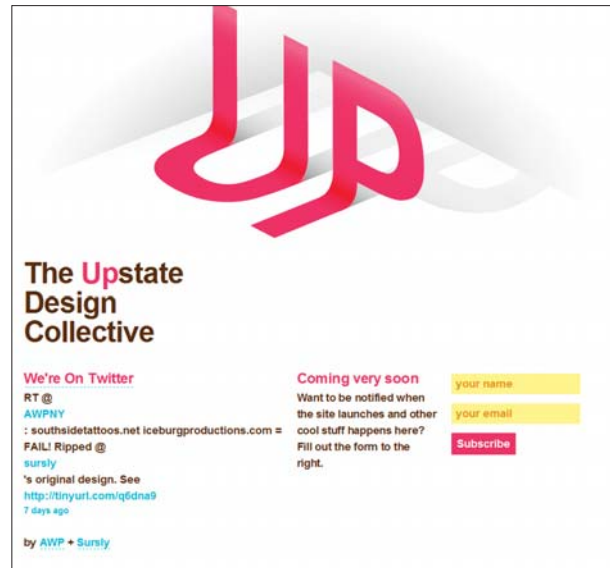 Up
The Upstate
Design
Collective
We're On Twitter
RT @
AWPNY
: southsidetattoos.net iceburgproductions.com =
FAIL! Ripped @
sursly
's original design. See
http://tinyurl.com/q6dna9
7 days ago
by AWP + Sursly
Coming very soon
Want to be notified when
the site launches and other
cool stuff happens here?
Fill out the form to the
right.
your name
your email
Subscribe